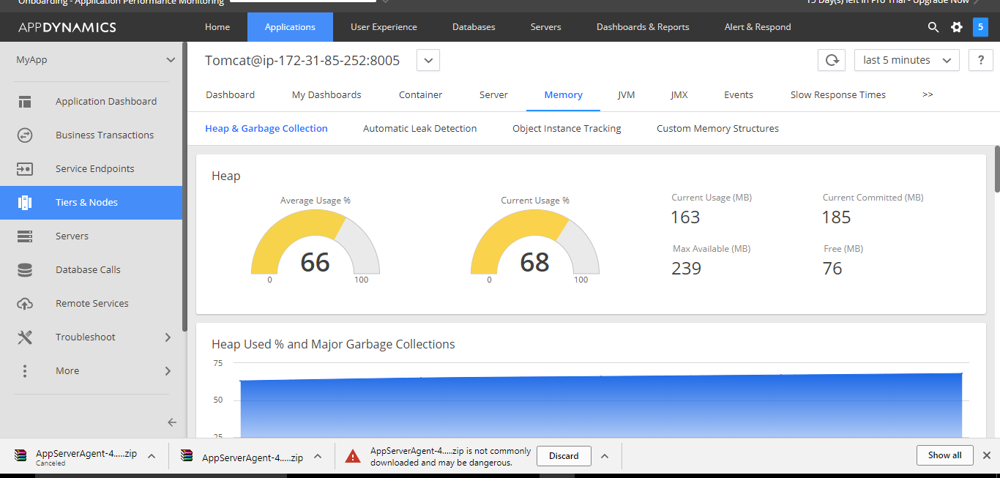 Onboarding - Application Performance Monitoring
15 Day(s) left in Pro Trial - Upgrade Now
APPDYNAMICS
Home
Applications
User Experience
Databases
Servers
Dashboards & Reports
Alert & Respond
5
MyApp
Application Dashboard
Business Transactions
Service Endpoints
Tiers & Nodes
Servers
Database Calls
Remote Services
Troubleshoot
More
Tomcat@ip-172-31-85-252:8005
last 5 minutes
?
Dashboard
My Dashboards
Container
Server
Memory
JVM
JMX
Events
Slow Response Times
>>
Heap & Garbage Collection
Automatic Leak Detection
Object Instance Tracking
Custom Memory Structures
Heap
Average Usage %
66
0
100
Current Usage %
68
0
100
Current Usage (MB)
163
Current Committed (MB)
185
Max Available (MB)
239
Free (MB)
76
Heap Used % and Major Garbage Collections
75
50
25
AppServerAgent-4.....zip
Canceled
AppServerAgent-4.....zip
AppServerAgent-4.....zip is not commonly
downloaded and may be dangerous.
Discard
Show all